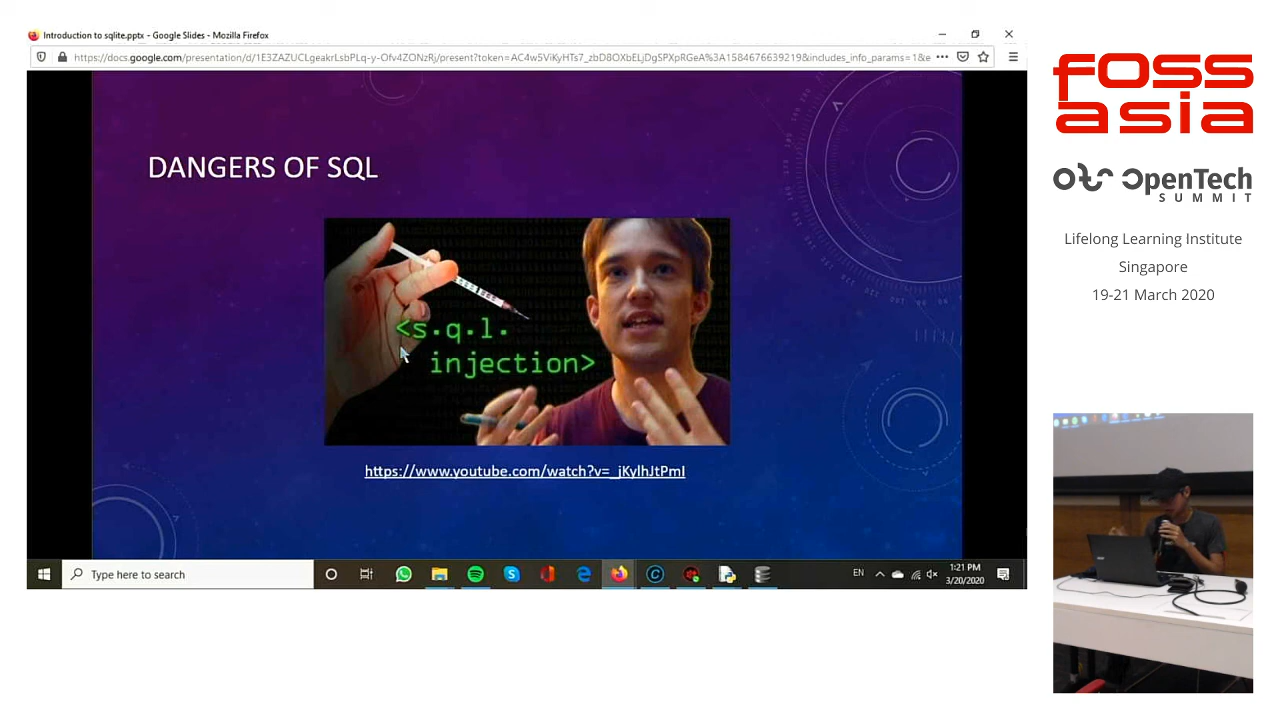 Introduction to sqlite.pptx - Google Slides - Mozilla Firefox
https://docs.google.com/presentation/d/1E3ZAZUCLgeakrLsbPLq-y-Ofv4ZONzRj/present?token=AC4w5ViKyHTs7_zbD8OXbELjDgSPXpRGeA%3A1584676639219&includes_info_params=1&e
DANGERS OF SQL
<s.q.l.
injection>
https://www.youtube.com/watch?v=_jKylhJtPmI
Type here to search
EN
1:21 PM
3/20/2020
FOSS
asia
OpenTech
SUMMIT
Lifelong Learning Institute
Singapore
19-21 March 2020